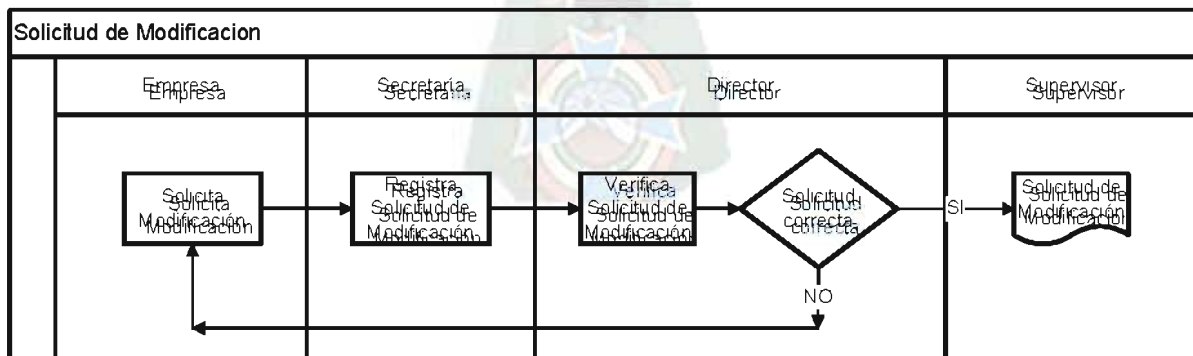 Solicitud de Modificacion
Empresa
Secretaría
Director
Supervisor
Solicita
Modificación
Registra
Solicitud de
Modificación
Verifica
Solicitud de
Modificación
Solicitud
correcta
SI
Solicitud de
Modificación
NO